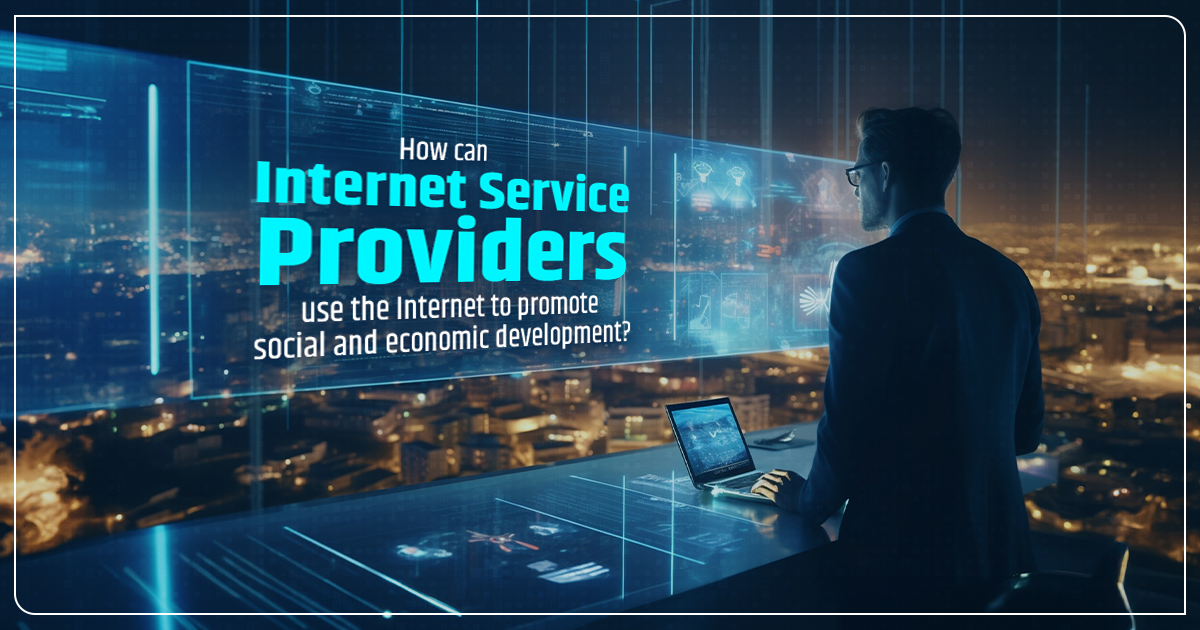 How can
Internet Service
Providers
use the Internet to promote
social and economic development?